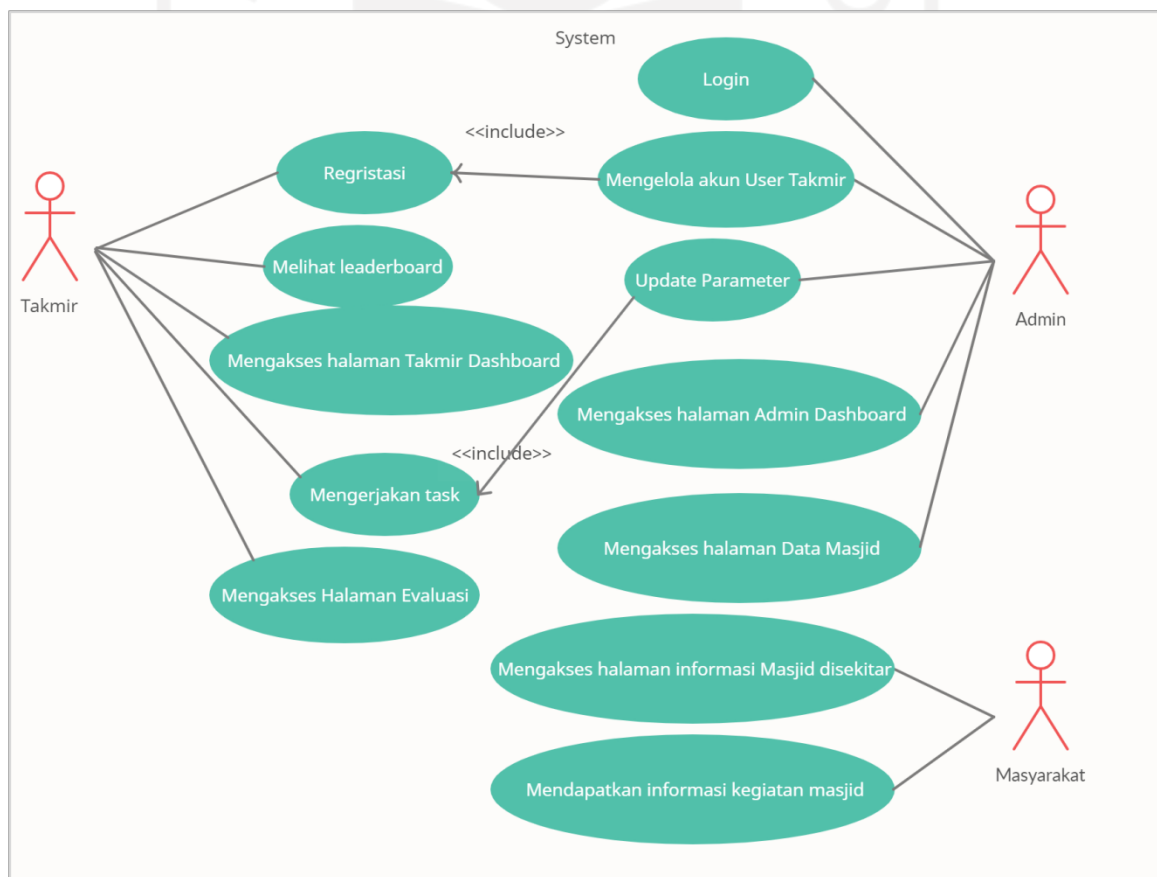 System
Login
<<include>>
Regristasi
Mengelola akun User Takmir
Melihat leaderboard
Update Parameter
Takmir
Admin
Mengakses halaman Takmir Dashboard
Mengakses halaman Admin Dashboard
<<include>>
Mengerjakan task
Mengakses halaman Data Masjid
Mengakses Halaman Evaluasi
Mengakses halaman informasi Masjid disekitar
Masyarakat
Mendapatkan informasi kegiatan masjid